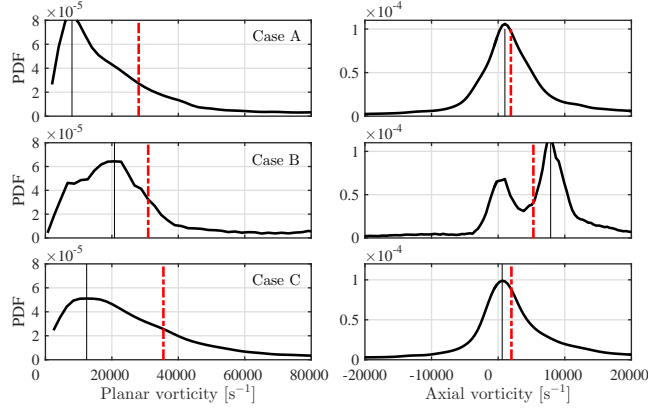 ×10⁻⁵ ×10⁻⁴
PDF 8 6 4 2 0 Case A 1 0.5 0
×10⁻⁵ ×10⁻⁴
PDF 8 6 4 2 0 Case B 1 0.5 0
×10⁻⁵ ×10⁻⁴
PDF 8 6 4 2 Case C 1 0.5 0
0 20000 40000 60000 80000 -20000 -10000 0 10000 20000
Planar vorticity [s⁻¹] Axial vorticity [s⁻¹]